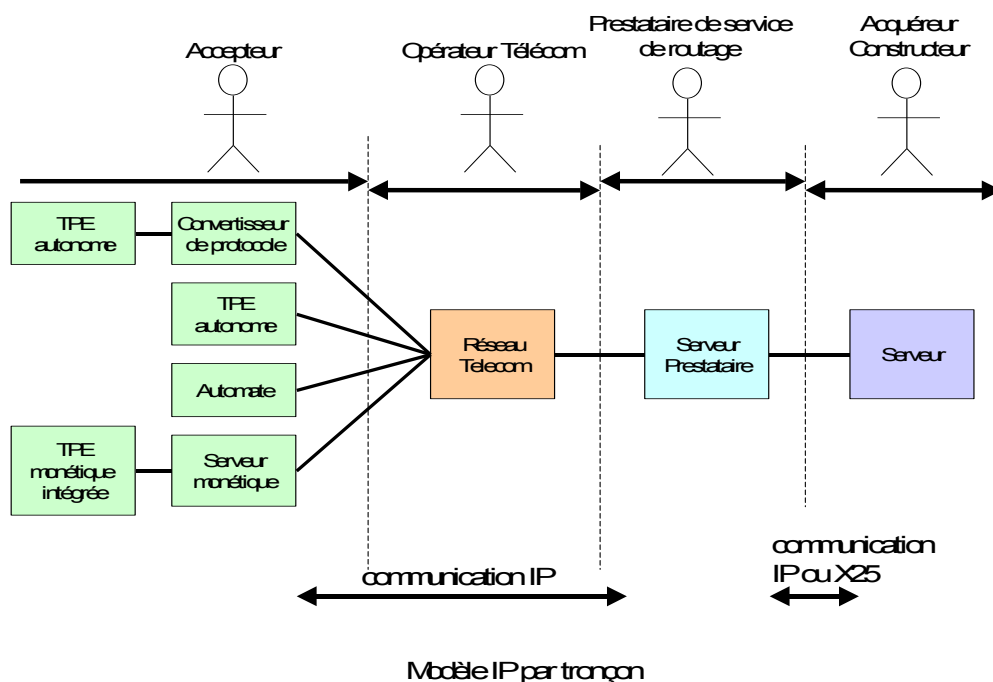 Accepteur
Opérateur Télécom
Prestataire de service
de routage
Acquéreur
Constructeur
TPE
autonome
Convertisseur
de protocole
TPE
autonome
Automate
TPE
monétique
intégrée
Serveur
monétique
Réseau
Telecom
Serveur
Prestataire
Serveur
communication IP
communication
IP ou X25
Modèle IP par tronçon